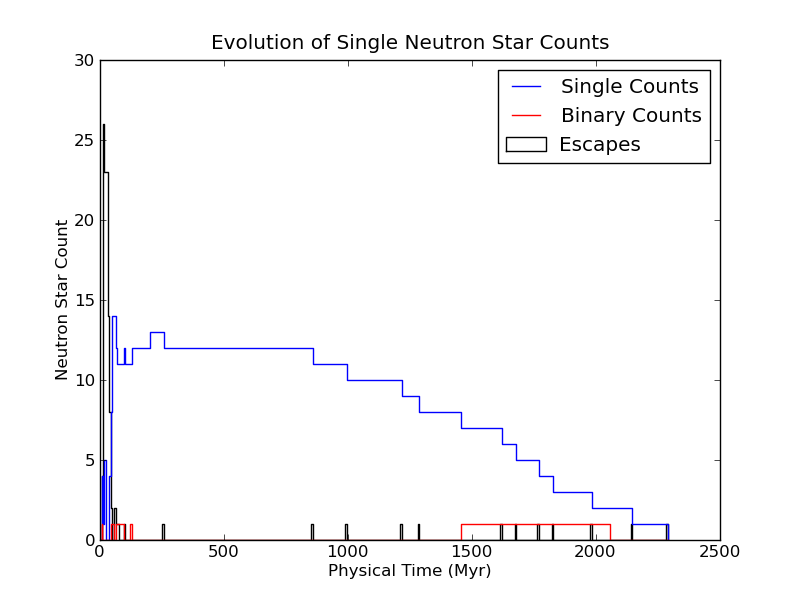 Evolution of Single Neutron Star Counts
30
25
20
15
10
5
0
Neutron Star Count
Single Counts
Binary Counts
Escapes
0 500 1000 1500 2000 2500
Physical Time (Myr)